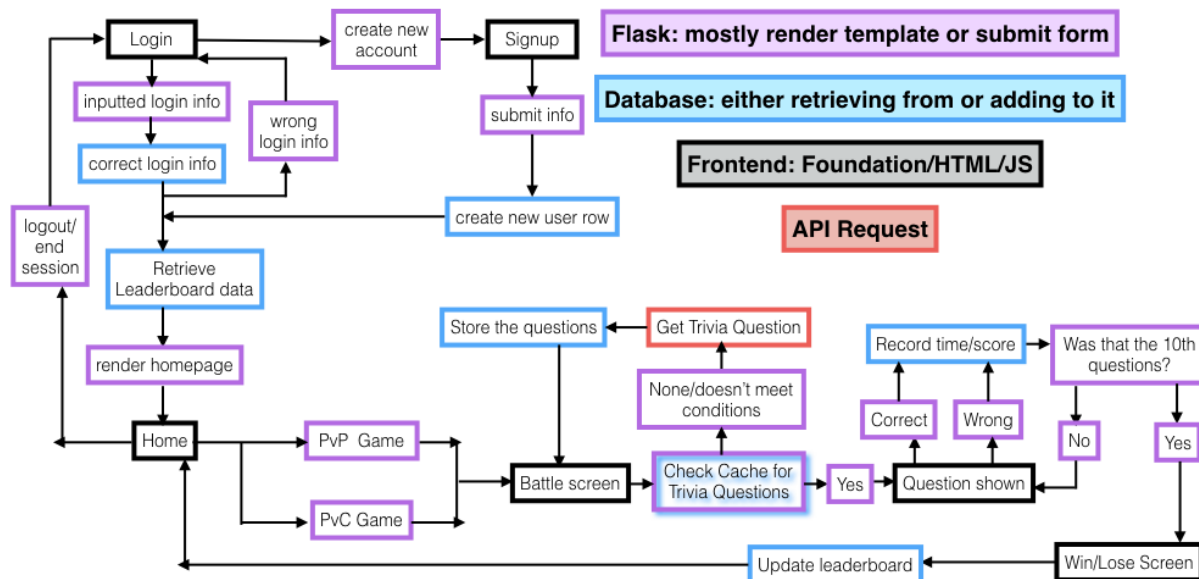 Login
create new
account
Signup
Flask: mostly render template or submit form
inputted login info
wrong
login info
submit info
Database: either retrieving from or adding to it
correct login info
Frontend: Foundation/HTML/JS
logout/
end
session
create new user row
API Request
Retrieve
Leaderboard data
Store the questions
Get Trivia Question
Record time/score
Was that the 10th
questions?
render homepage
None/doesn't meet
conditions
Correct
Wrong
No
Yes
Home
PvP Game
Battle screen
Check Cache for
Trivia Questions
Yes
Question shown
PvC Game
Update leaderboard
Win/Lose Screen